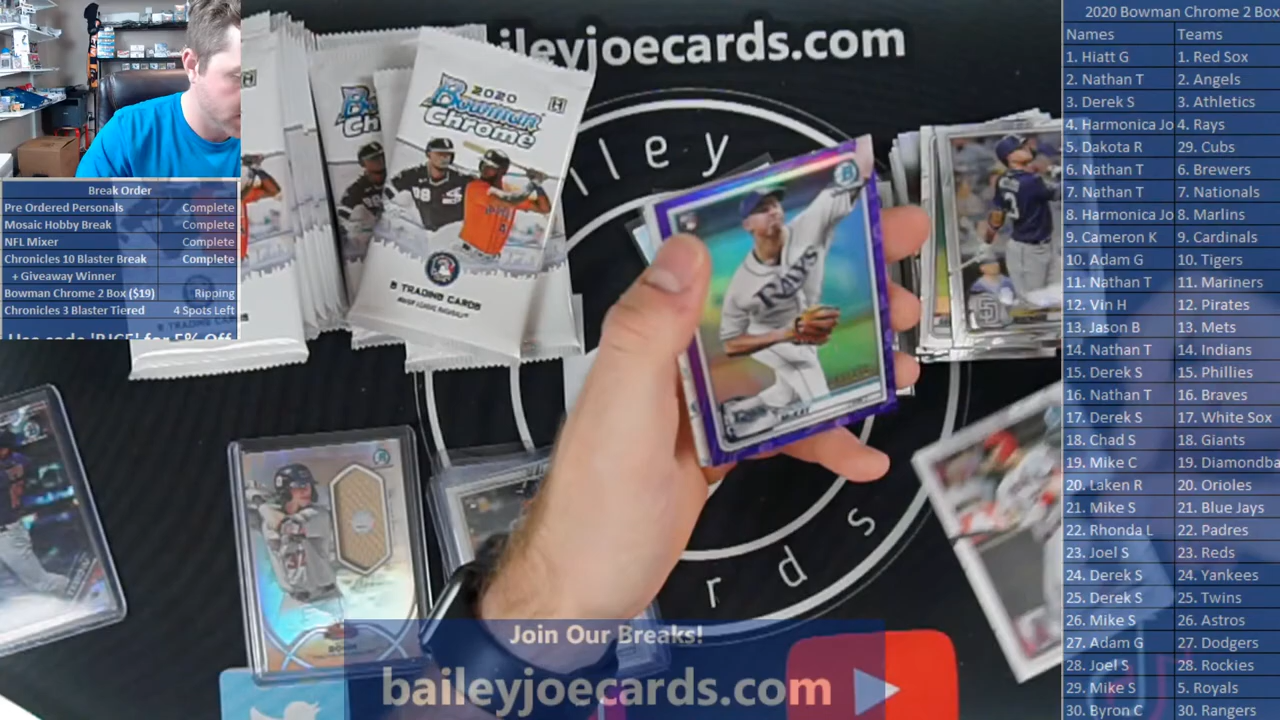 ileyjoecards.com
iley
rds
2020
Bowman
Chrome
H
8 TRADING CARDS
RAYS
McKAY
BOHM
Break Order
Pre Ordered Personals Complete
Mosaic Hobby Break Complete
NFL Mixer Complete
Chronicles 10 Blaster Break Complete
+ Giveaway Winner
Bowman Chrome 2 Box ($19) Ripping
Chronicles 3 Blaster Tiered 4 Spots Left
2020 Bowman Chrome 2 Box
Names Teams
1. Hiatt G 1. Red Sox
2. Nathan T 2. Angels
3. Derek S 3. Athletics
4. Harmonica Jo 4. Rays
5. Dakota R 29. Cubs
6. Nathan T 6. Brewers
7. Nathan T 7. Nationals
8. Harmonica Jo 8. Marlins
9. Cameron K 9. Cardinals
10. Adam G 10. Tigers
11. Nathan T 11. Mariners
12. Vin H 12. Pirates
13. Jason B 13. Mets
14. Nathan T 14. Indians
15. Derek S 15. Phillies
16. Nathan T 16. Braves
17. Derek S 17. White Sox
18. Chad S 18. Giants
19. Mike C 19. Diamondba
20. Laken R 20. Orioles
21. Mike S 21. Blue Jays
22. Rhonda L 22. Padres
23. Joel S 23. Reds
24. Derek S 24. Yankees
25. Derek S 25. Twins
26. Mike S 26. Astros
27. Adam G 27. Dodgers
28. Joel S 28. Rockies
29. Mike S 5. Royals
30. Byron C 30. Rangers
Join Our Breaks!
baileyjoecards.com